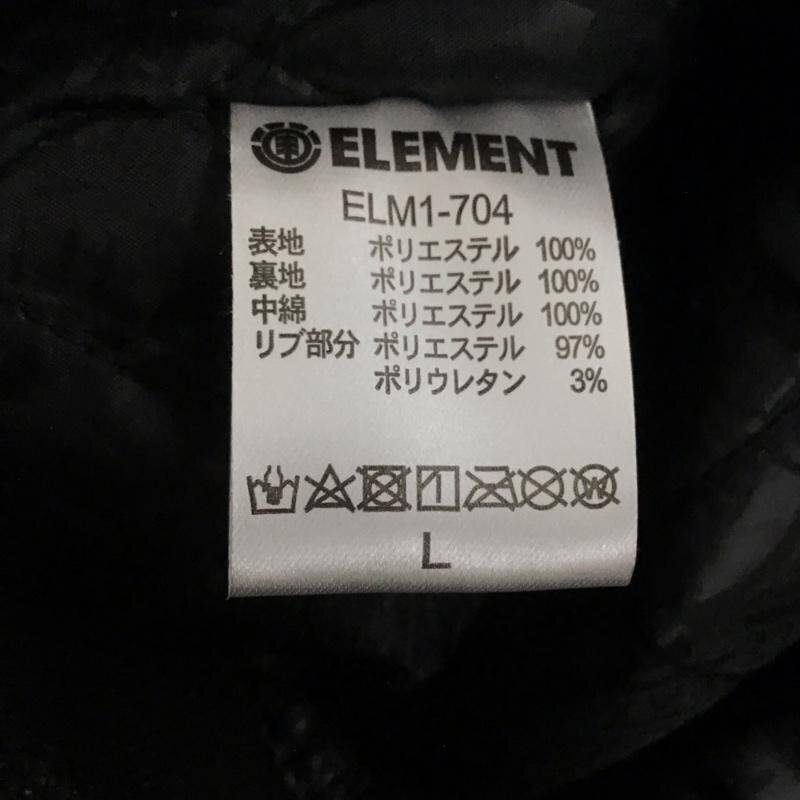 ELEMENT
ELM1-704
表地 ポリエステル 100%
裏地 ポリエステル 100%
中綿 ポリエステル 100%
リブ部分 ポリエステル 97%
ポリウレタン 3%
L